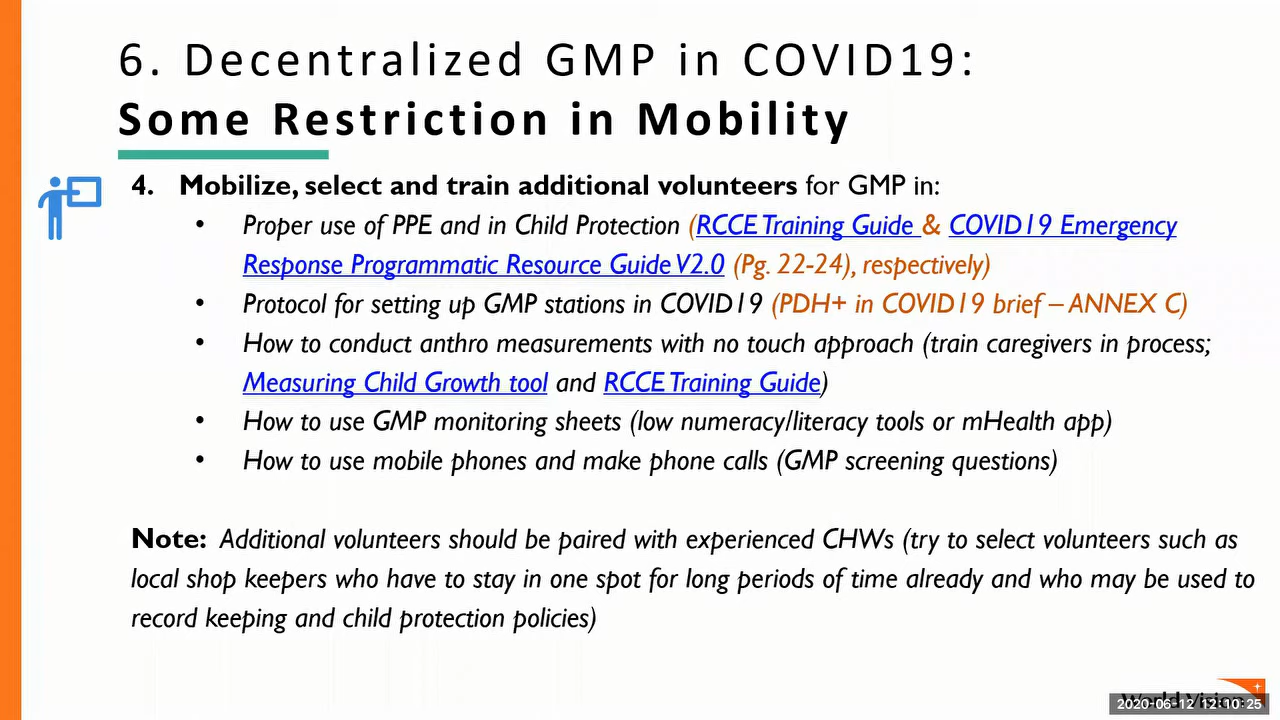 6. Decentralized GMP in COVID19:
Some Restriction in Mobility
4. Mobilize, select and train additional volunteers for GMP in:
• Proper use of PPE and in Child Protection (RCCE Training Guide & COVID19 Emergency
Response Programmatic Resource Guide V2.0 (Pg. 22-24), respectively)
• Protocol for setting up GMP stations in COVID19 (PDH+ in COVID19 brief – ANNEX C)
• How to conduct anthro measurements with no touch approach (train caregivers in process;
Measuring Child Growth tool and RCCE Training Guide)
• How to use GMP monitoring sheets (low numeracy/literacy tools or mHealth app)
• How to use mobile phones and make phone calls (GMP screening questions)
Note: Additional volunteers should be paired with experienced CHWs (try to select volunteers such as
local shop keepers who have to stay in one spot for long periods of time already and who may be used to
record keeping and child protection policies)
World Vision
2020-06-12 12:10:25